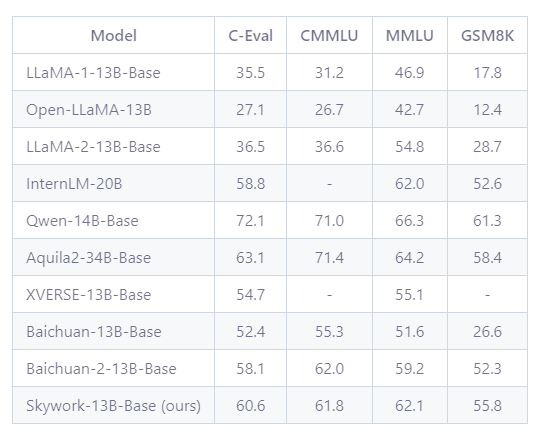 Model C-Eval CMMLU MMLU GSM8K
LLaMA-1-13B-Base 35.5 31.2 46.9 17.8
Open-LLaMA-13B 27.1 26.7 42.7 12.4
LLaMA-2-13B-Base 36.5 36.6 54.8 28.7
InternLM-20B 58.8 - 62.0 52.6
Qwen-14B-Base 72.1 71.0 66.3 61.3
Aquila2-34B-Base 63.1 71.4 64.2 58.4
XVERSE-13B-Base 54.7 - 55.1 -
Baichuan-13B-Base 52.4 55.3 51.6 26.6
Baichuan-2-13B-Base 58.1 62.0 59.2 52.3
Skywork-13B-Base (ours) 60.6 61.8 62.1 55.8